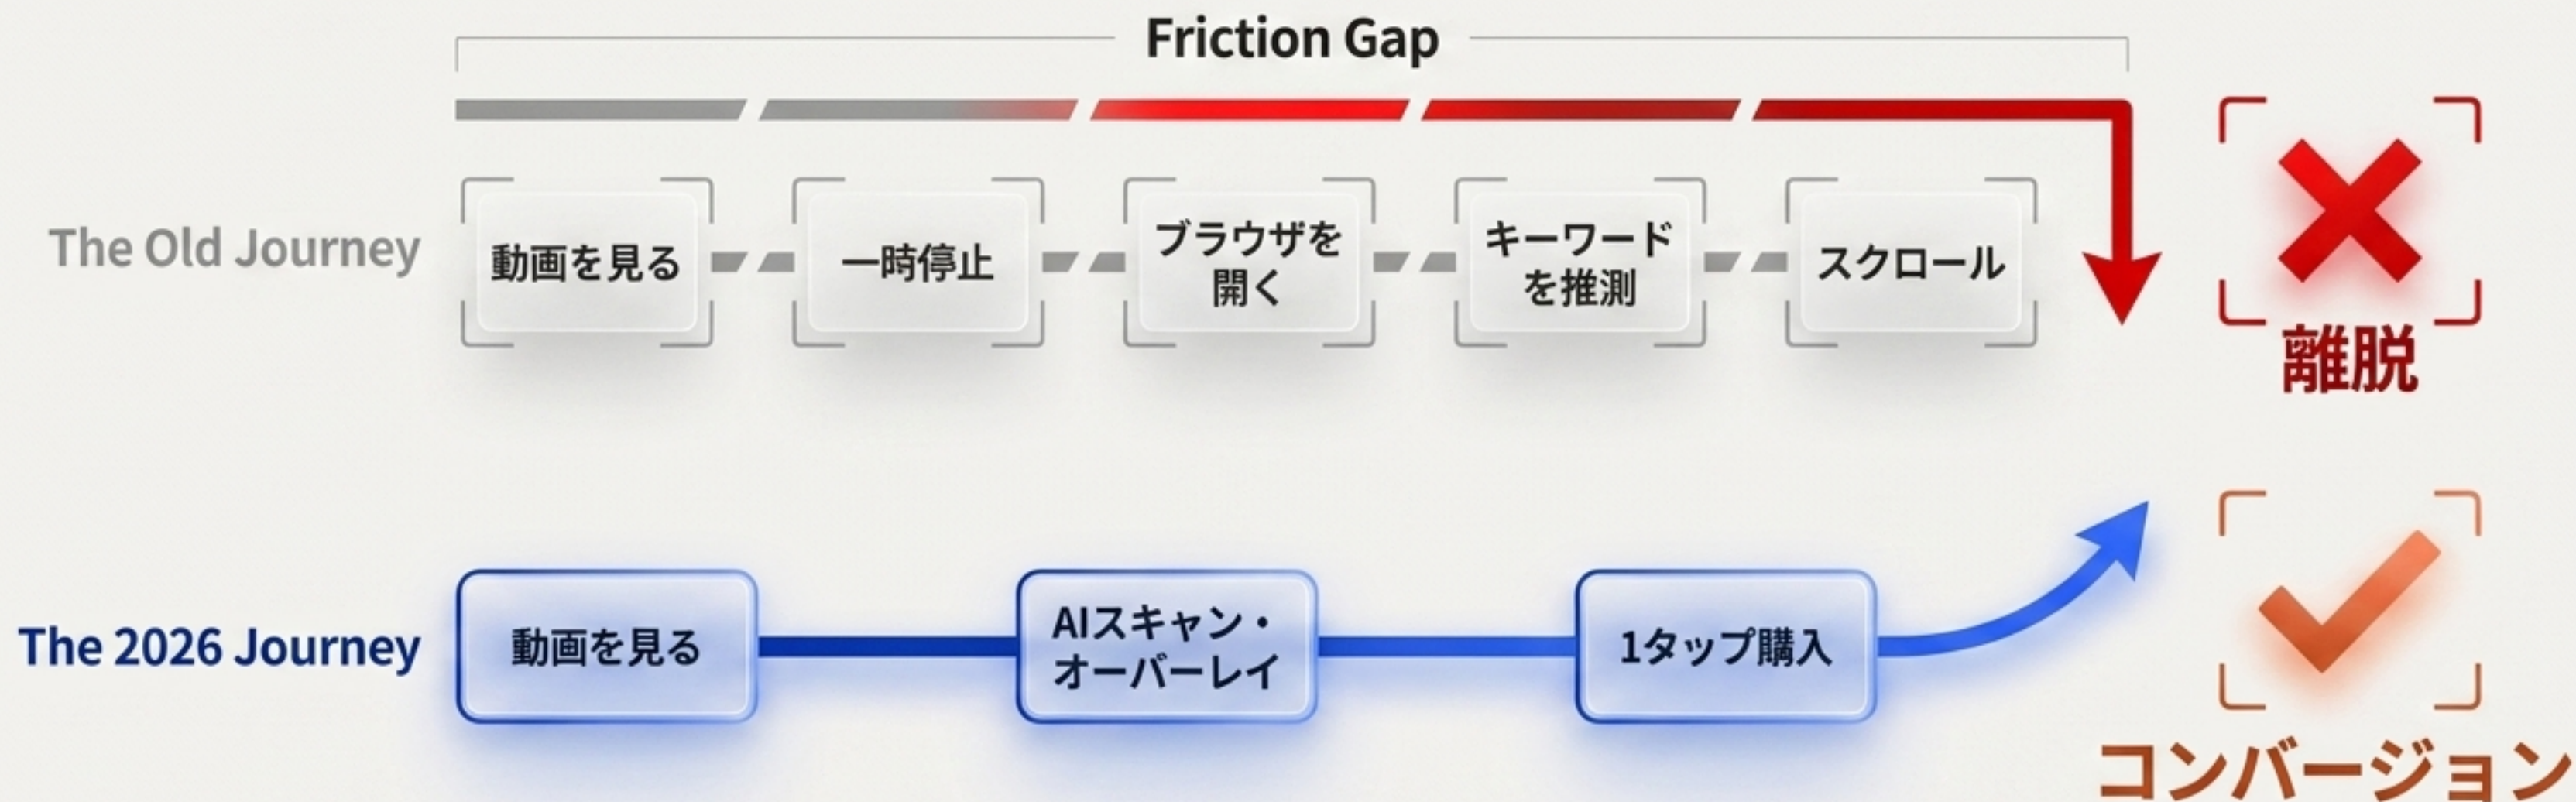 Friction Gap
The Old Journey
動画を見る
一時停止
ブラウザを
開く
キーワード
を推測
スクロール
離脱
The 2026 Journey
動画を見る
AIスキャン・
オーバーレイ
1タップ購入
コンバージョン